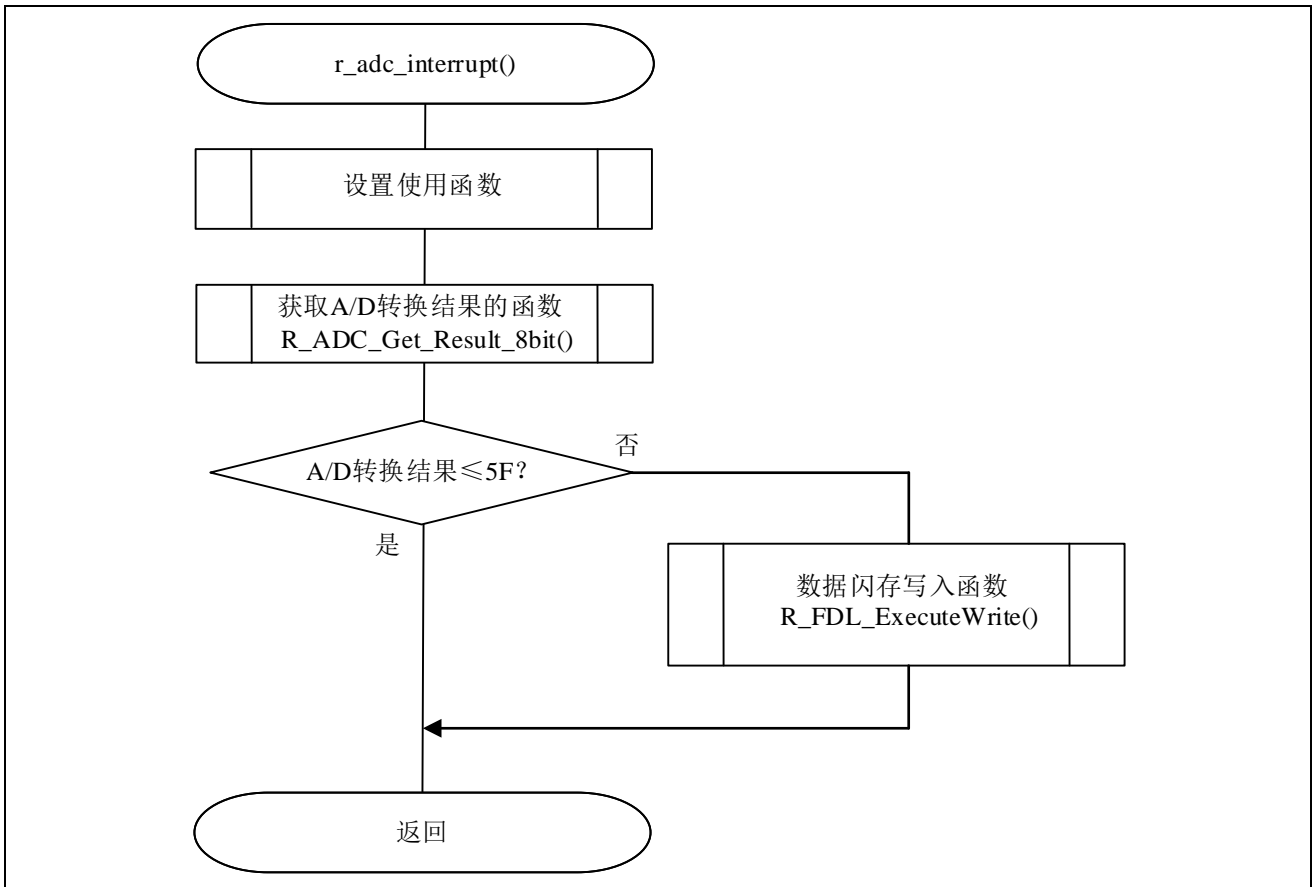 r_adc_interrupt()
设置使用函数
获取A/D转换结果的函数
R_ADC_Get_Result_8bit()
A/D转换结果≤5F？
否
是
数据闪存写入函数
R_FDL_ExecuteWrite()
返回